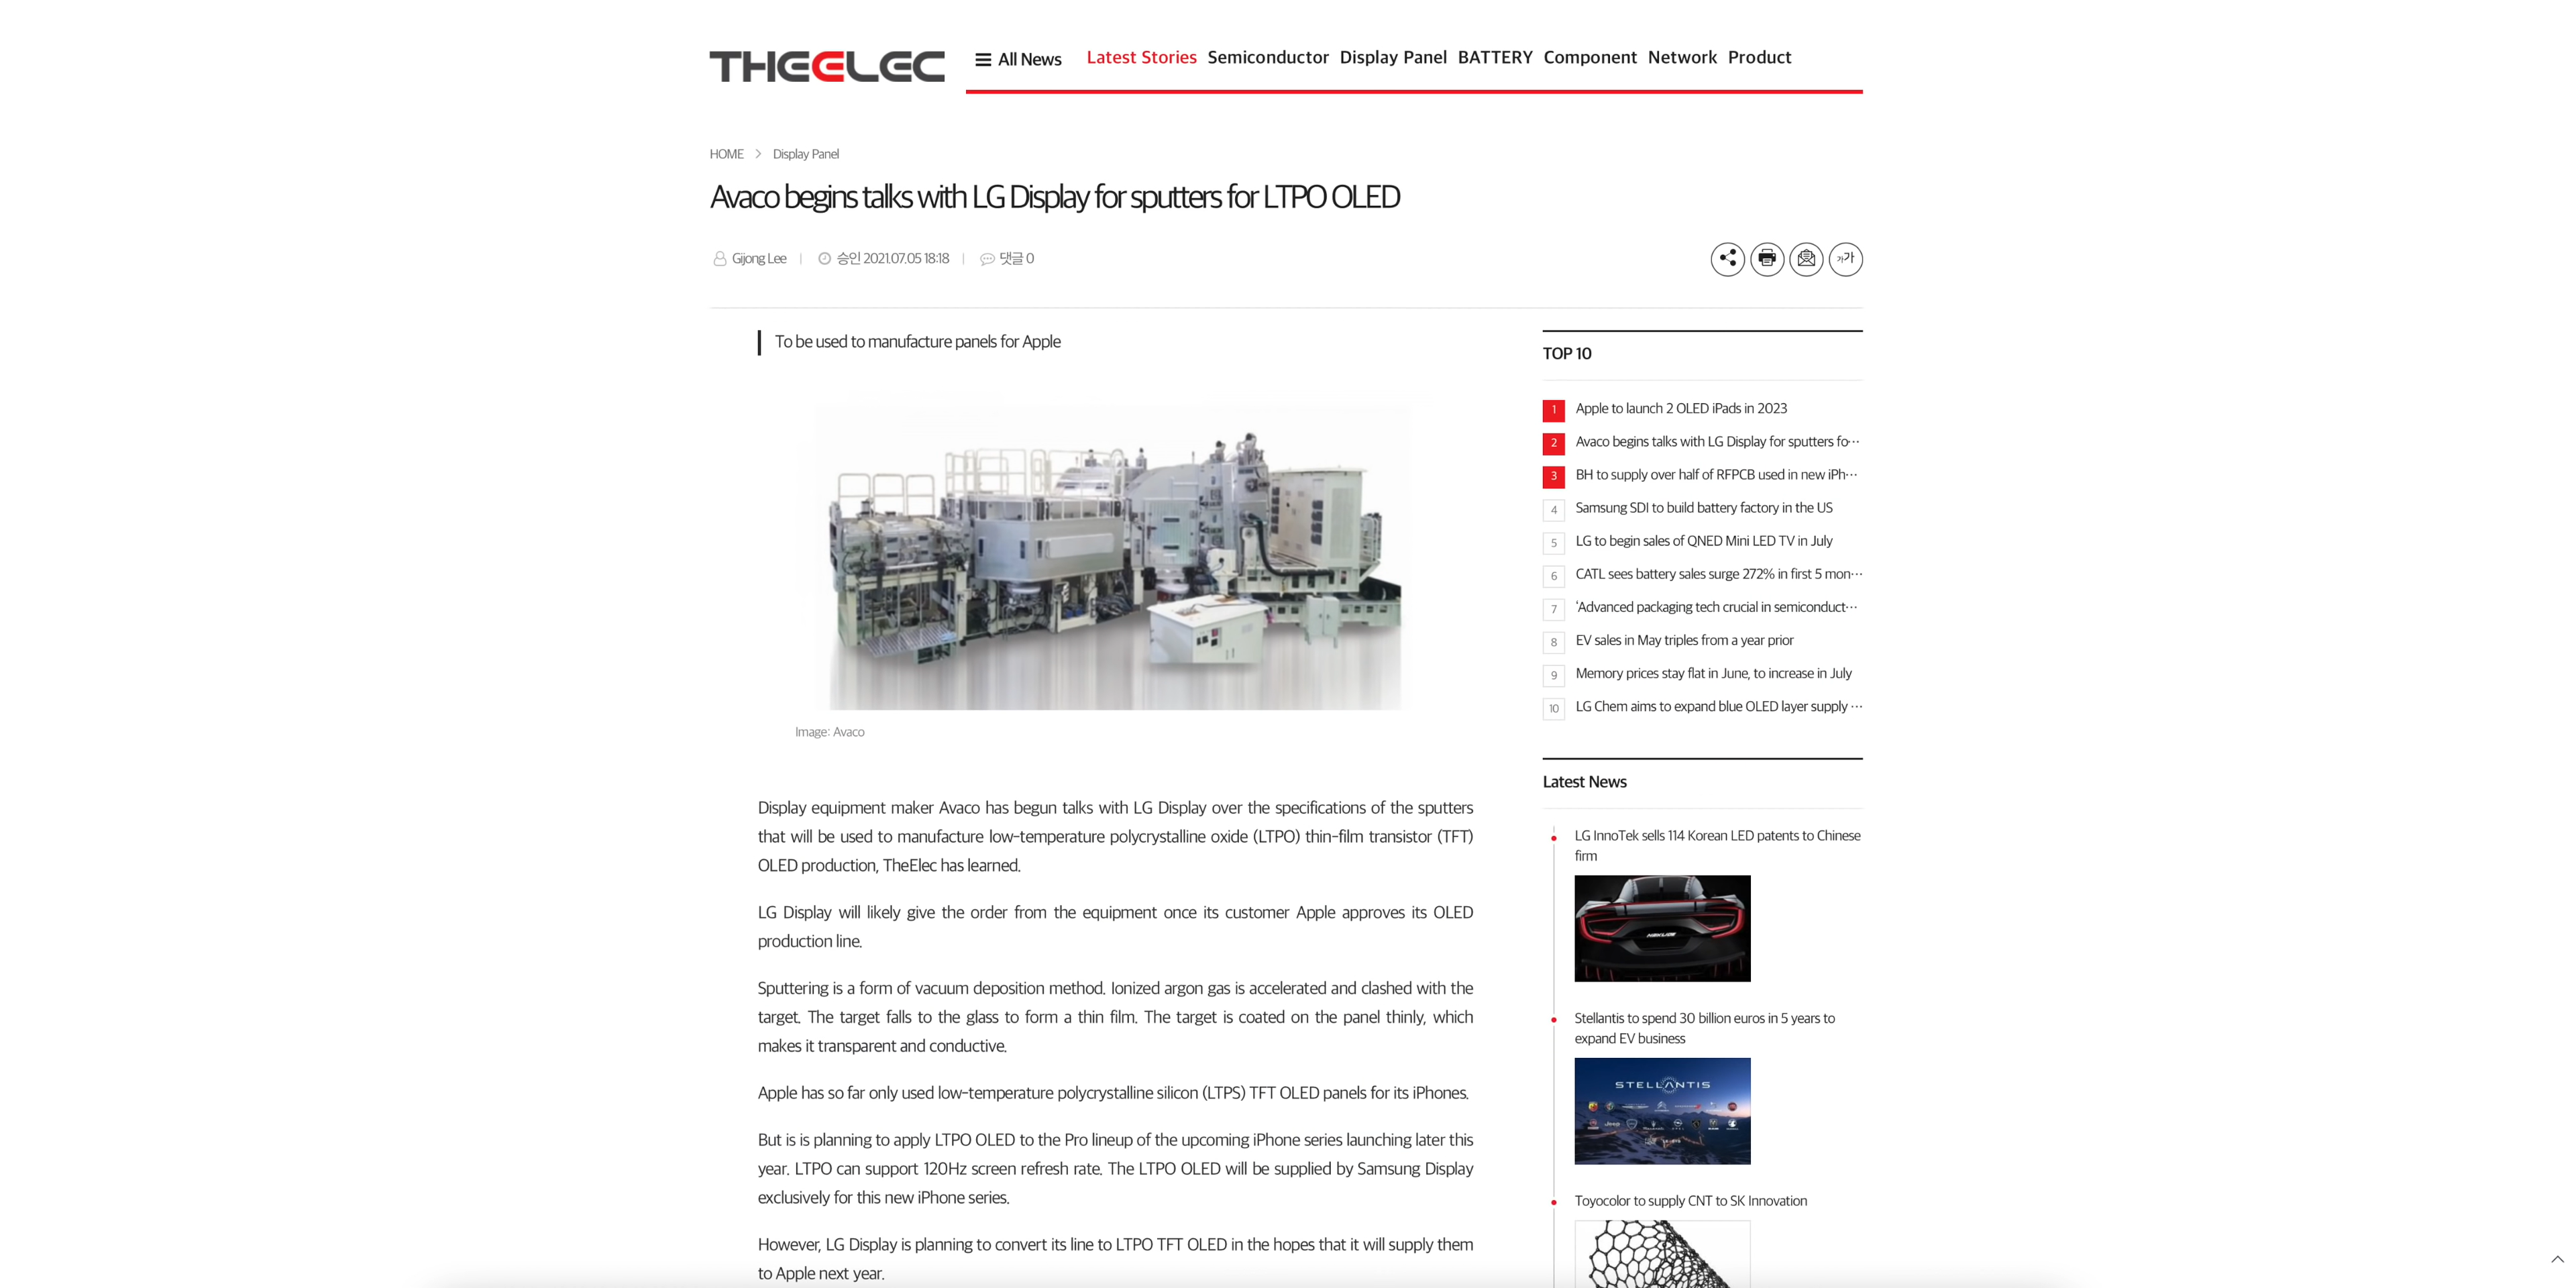 THEELEC
All News
Latest Stories Semiconductor Display Panel BATTERY Component Network Product
HOME > Display Panel
Avaco begins talks with LG Display for sputters for LTPO OLED
Gijong Lee | 승인 2021.07.05 18:18 | 댓글 0
가가
To be used to manufacture panels for Apple
Image: Avaco
Display equipment maker Avaco has begun talks with LG Display over the specifications of the sputters
that will be used to manufacture low-temperature polycrystalline oxide (LTPO) thin-film transistor (TFT)
OLED production, TheElec has learned.
LG Display will likely give the order from the equipment once its customer Apple approves its OLED
production line.
Sputtering is a form of vacuum deposition method. Ionized argon gas is accelerated and clashed with the
target. The target falls to the glass to form a thin film. The target is coated on the panel thinly, which
makes it transparent and conductive.
Apple has so far only used low-temperature polycrystalline silicon (LTPS) TFT OLED panels for its iPhones.
But is is planning to apply LTPO OLED to the Pro lineup of the upcoming iPhone series launching later this
year. LTPO can support 120Hz screen refresh rate. The LTPO OLED will be supplied by Samsung Display
exclusively for this new iPhone series.
However, LG Display is planning to convert its line to LTPO TFT OLED in the hopes that it will supply them
to Apple next year.
TOP 10
1 Apple to launch 2 OLED iPads in 2023
2 Avaco begins talks with LG Display for sputters fo…
3 BH to supply over half of RFPCB used in new iPh…
4 Samsung SDI to build battery factory in the US
5 LG to begin sales of QNED Mini LED TV in July
6 CATL sees battery sales surge 272% in first 5 mon…
7 ‘Advanced packaging tech crucial in semiconduct…
8 EV sales in May triples from a year prior
9 Memory prices stay flat in June, to increase in July
10 LG Chem aims to expand blue OLED layer supply …
Latest News
LG InnoTek sells 114 Korean LED patents to Chinese
firm
Stellantis to spend 30 billion euros in 5 years to
expand EV business
STELLANTIS
Jeep
Toyocolor to supply CNT to SK Innovation